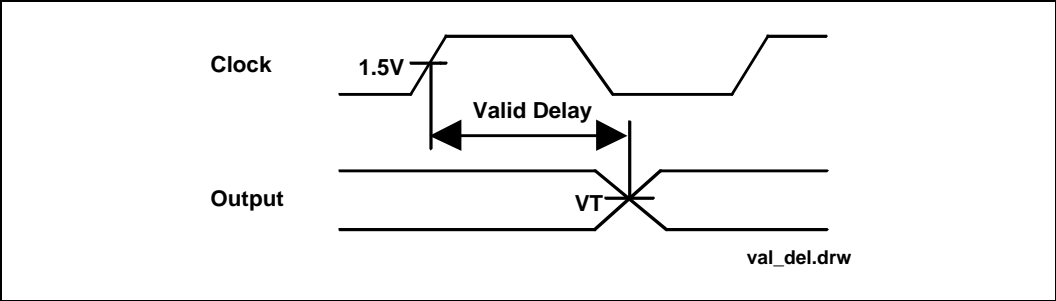 Clock
1.5V
Valid Delay
Output
VT
val_del.drw